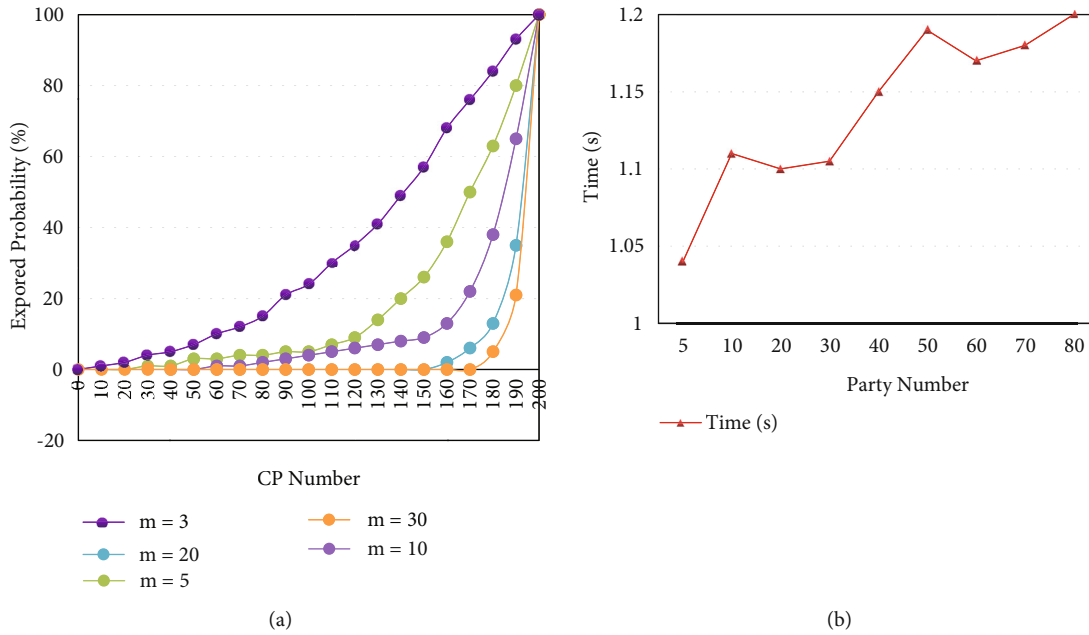 100
80
60
40
20
0
-20
Expored Probability (%)
0 10 20 30 40 50 60 70 80 90 100 110 120 130 140 150 160 170 180 190 200
CP Number
m = 3
m = 20
m = 5
m = 30
m = 10
(a)
1.2
1.15
1.1
1.05
1
Time (s)
5 10 20 30 40 50 60 70 80
Party Number
Time (s)
(b)